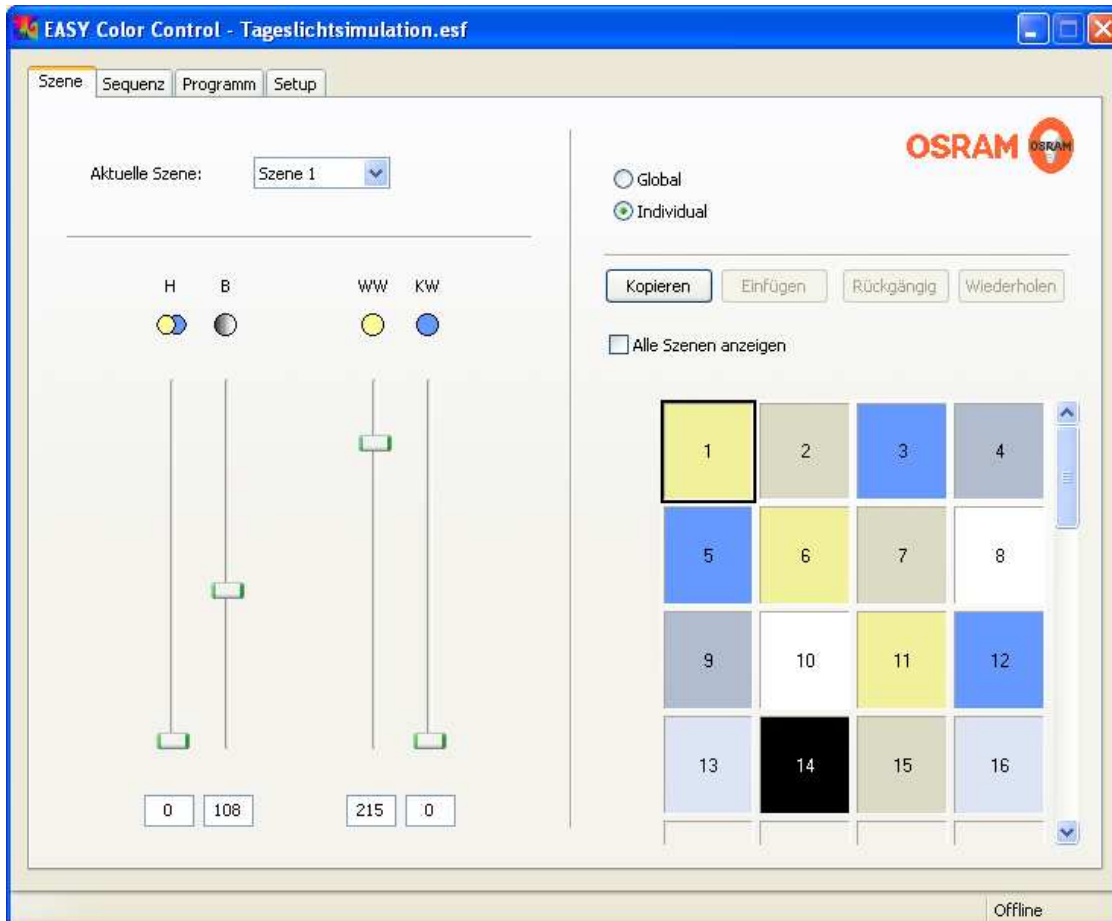 EASY Color Control - Tageslichtsimulation.esf
Szene Sequenz Programm Setup
Aktuelle Szene: Szene 1
OSRAM OSRAM
Global
Individual
H B WW KW
Kopieren Einfügen Rückgängig Wiederholen
Alle Szenen anzeigen
1 2 3 4
5 6 7 8
9 10 11 12
13 14 15 16
0 108 215 0
Offline